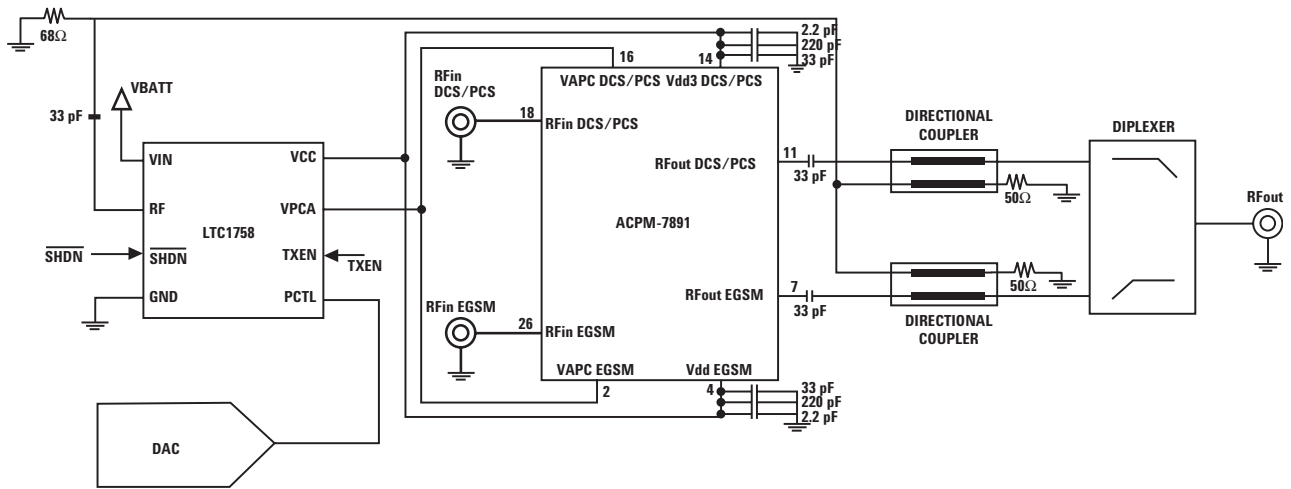 68Ω
2.2 pF
220 pF
33 pF
16
14
VAPC DCS/PCS Vdd3 DCS/PCS
RFin
DCS/PCS
VBATT
33 pF
18
RFin DCS/PCS
DIRECTIONAL
COUPLER
DIPLEXER
VIN
VCC
11
RFout DCS/PCS
33 pF
50Ω
RFout
RF
VPCA
LTC1758
ACPM-7891
SHDN
SHDN
TXEN
TXEN
GND
PCTL
RFin EGSM
26
RFin EGSM
RFout EGSM
7
33 pF
50Ω
DIRECTIONAL
COUPLER
VAPC EGSM
Vdd EGSM
2
4
33 pF
220 pF
2.2 pF
DAC